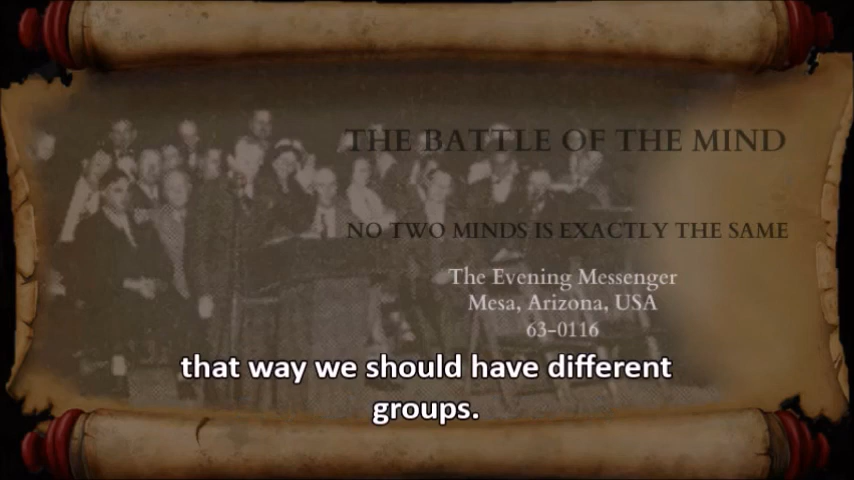 THE BATTLE OF THE MIND
NO TWO MINDS IS EXACTLY THE SAME
The Evening Messenger
Mesa, Arizona, USA
63-0116
that way we should have different
groups.